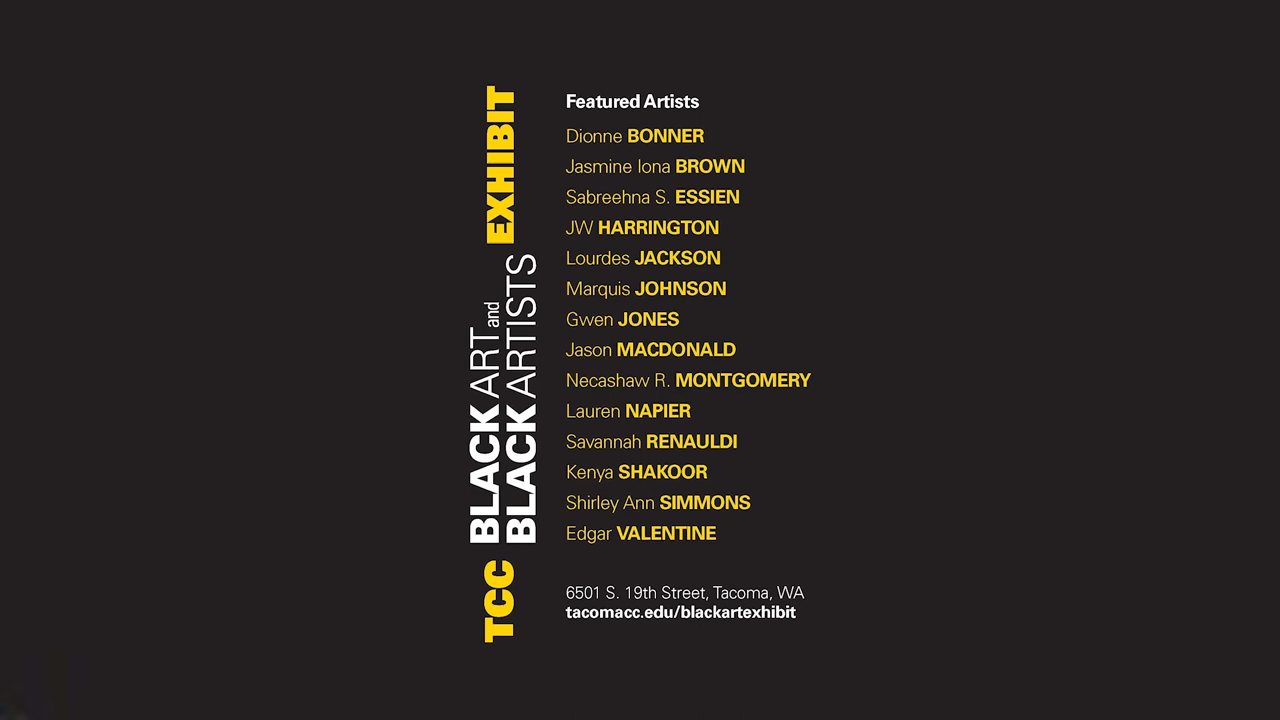 TCC BLACK ART and BLACK ARTISTS EXHIBIT
Featured Artists
Dionne BONNER
Jasmine Iona BROWN
Sabreehna S. ESSIEN
JW HARRINGTON
Lourdes JACKSON
Marquis JOHNSON
Gwen JONES
Jason MACDONALD
Necashaw R. MONTGOMERY
Lauren NAPIER
Savannah RENAULDI
Kenya SHAKOOR
Shirley Ann SIMMONS
Edgar VALENTINE
6501 S. 19th Street, Tacoma, WA
tacomacc.edu/blackartexhibit